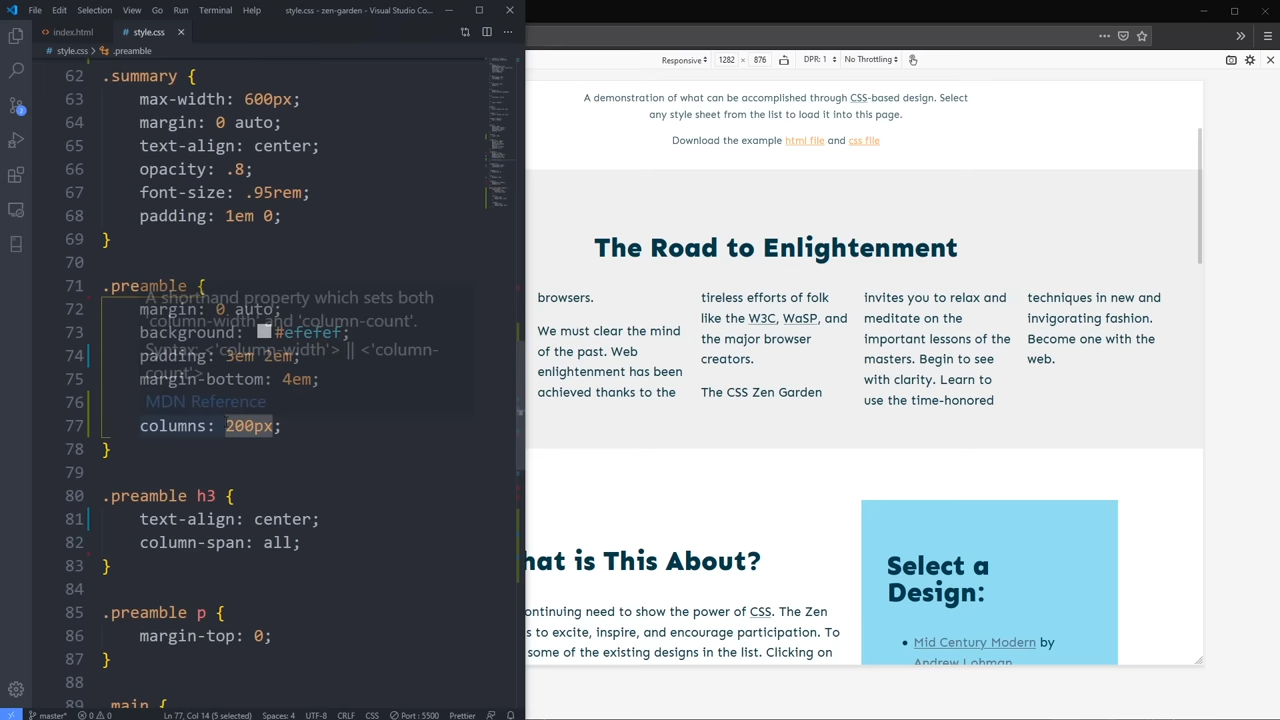 File Edit Selection View Go Run Terminal Help style.css - zen-garden - Visual Studio Co...
index.html style.css
style.css > .preamble
62 .summary {
63 max-width: 600px;
64 margin: 0 auto;
65 text-align: center;
66 opacity: .8;
67 font-size: .95rem;
68 padding: 1em 0;
69 }
70
71 .preamble {
72 margin: 0 auto;
73 background: #efefef;
74 padding: 3em 2em;
75 margin-bottom: 4em;
76
77 columns: 200px;
78 }
79
80 .preamble h3 {
81 text-align: center;
82 column-span: all;
83 }
84
85 .preamble p {
86 margin-top: 0;
87 }
88
89 .main {
A shorthand property which sets both
'column-width' and 'column-count'.
Syntax: <'column-width'> || <'column-
count'>
MDN Reference
master* 0 0 Ln 77, Col 14 (5 selected) Spaces: 4 UTF-8 CRLF CSS Port : 5500 Prettier
Responsive 1282 × 876 DPR: 1 No Throttling
A demonstration of what can be accomplished through CSS-based design. Select
any style sheet from the list to load it into this page.
Download the example html file and css file
The Road to Enlightenment
browsers.
We must clear the mind
of the past. Web
enlightenment has been
achieved thanks to the
tireless efforts of folk
like the W3C, WaSP, and
the major browser
creators.
The CSS Zen Garden
invites you to relax and
meditate on the
important lessons of the
masters. Begin to see
with clarity. Learn to
use the time-honored
techniques in new and
invigorating fashion.
Become one with the
web.
hat is This About?
ontinuing need to show the power of CSS. The Zen
s to excite, inspire, and encourage participation. To
some of the existing designs in the list. Clicking on
Select a
Design:
Mid Century Modern by
Andrew Lohman